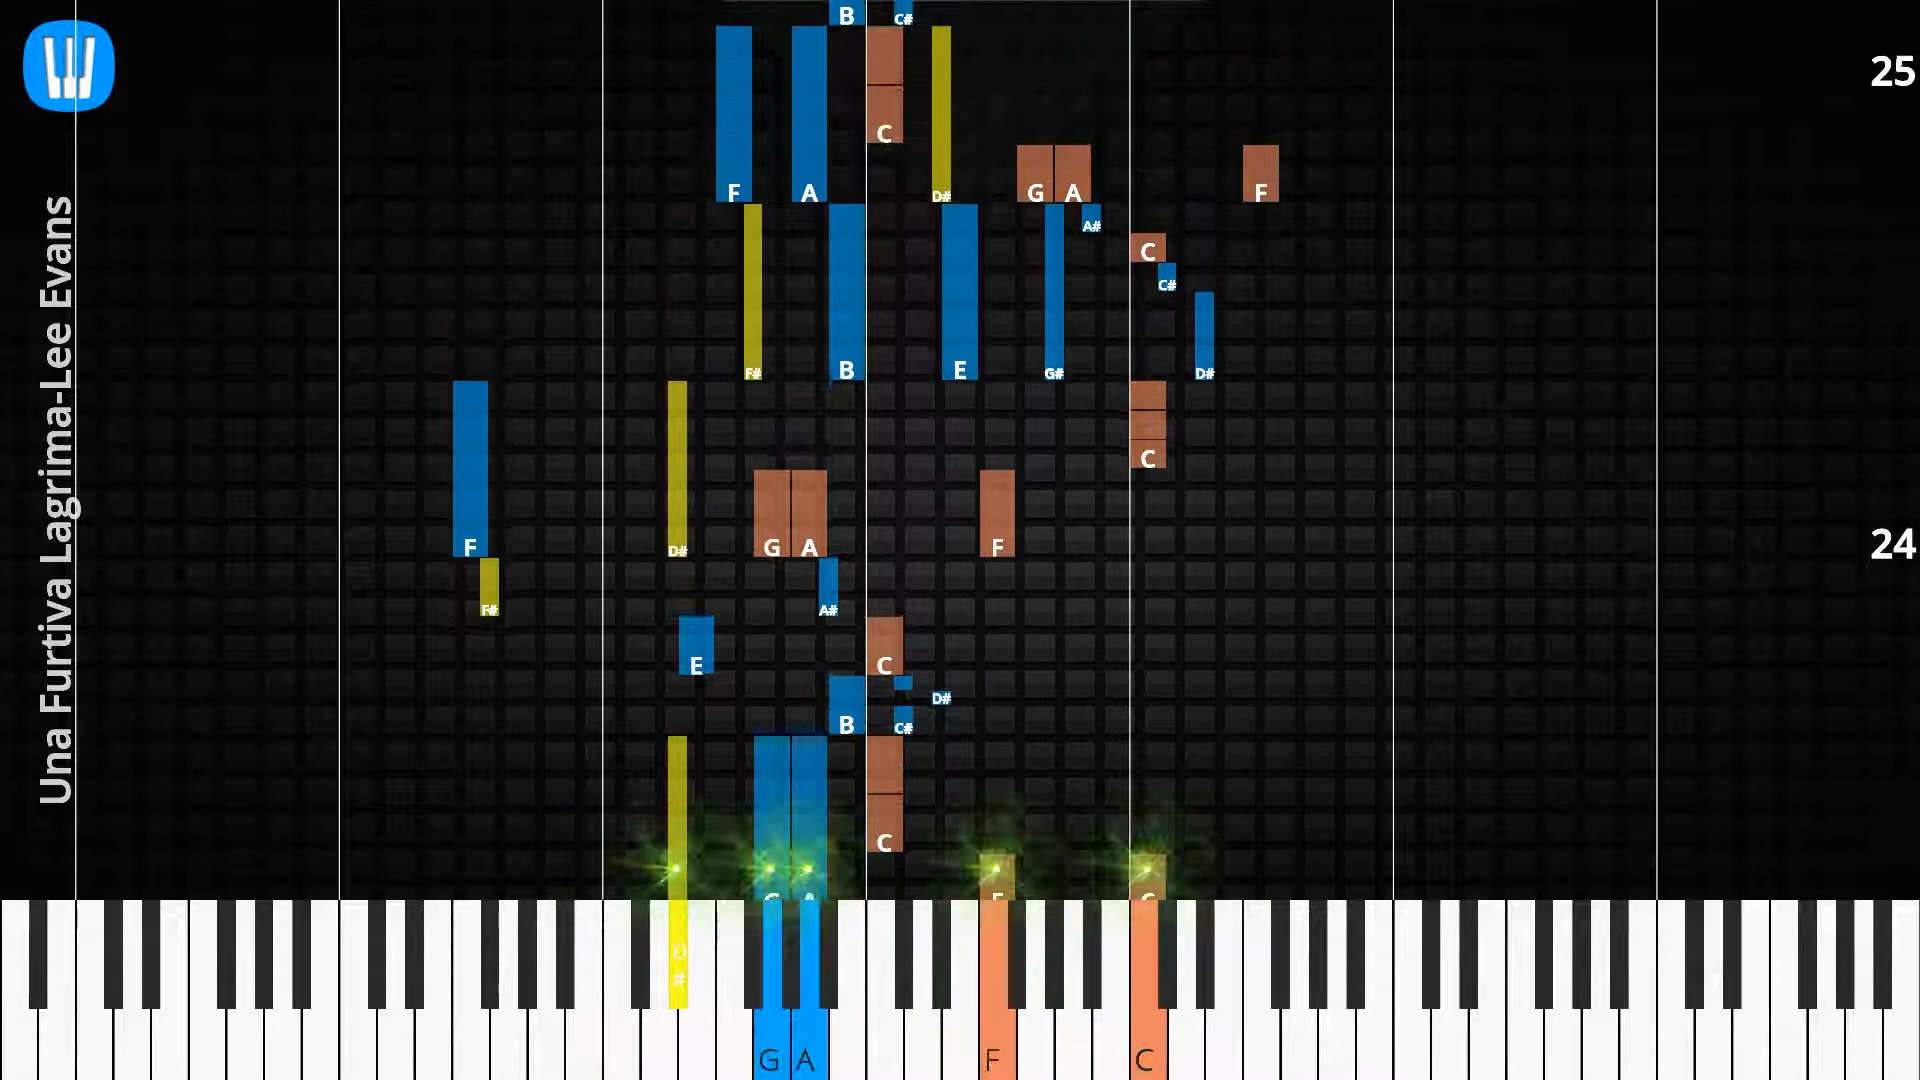 B C#
25
C
F A D# G A F
A#
C
C#
F# B E G# D#
C
F D# G A F
24
F# A#
E C
D#
B C#
C
G A F C
D
#
G A F C
Una Furtiva Lagrima-Lee Evans